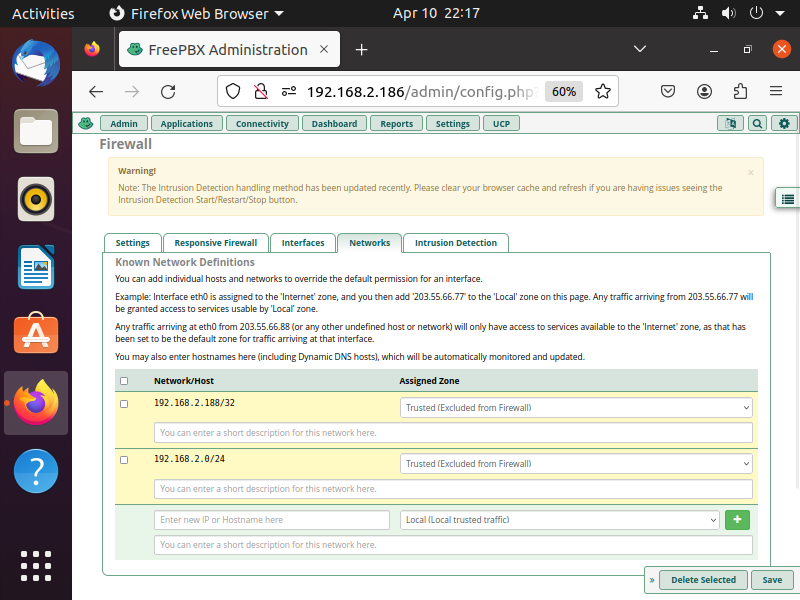 Activities
Firefox Web Browser
Apr 10 22:17
FreePBX Administration
192.168.2.186/admin/config.php?
60%
Admin
Applications
Connectivity
Dashboard
Reports
Settings
UCP
Firewall
Warning!
Note: The Intrusion Detection handling method has been updated recently. Please clear your browser cache and refresh if you are having issues seeing the
Intrusion Detection Start/Restart/Stop button.
Settings
Responsive Firewall
Interfaces
Networks
Intrusion Detection
Known Network Definitions
You can add individual hosts and networks to override the default permission for an interface.
Example: Interface eth0 is assigned to the 'Internet' zone, and you then add '203.55.66.77' to the 'Local' zone on this page. Any traffic arriving from 203.55.66.77 will
be granted access to services usable by 'Local' zone.
Any traffic arriving at eth0 from 203.55.66.88 (or any other undefined host or network) will only have access to services available to the 'Internet' zone, as that has
been set to be the default zone for traffic arriving at that interface.
You may also enter hostnames here (including Dynamic DNS hosts), which will be automatically monitored and updated.
Network/Host
Assigned Zone
192.168.2.188/32
Trusted (Excluded from Firewall)
You can enter a short description for this network here.
192.168.2.0/24
Trusted (Excluded from Firewall)
You can enter a short description for this network here.
Enter new IP or Hostname here
Local (Local trusted traffic)
You can enter a short description for this network here.
» Delete Selected
Save